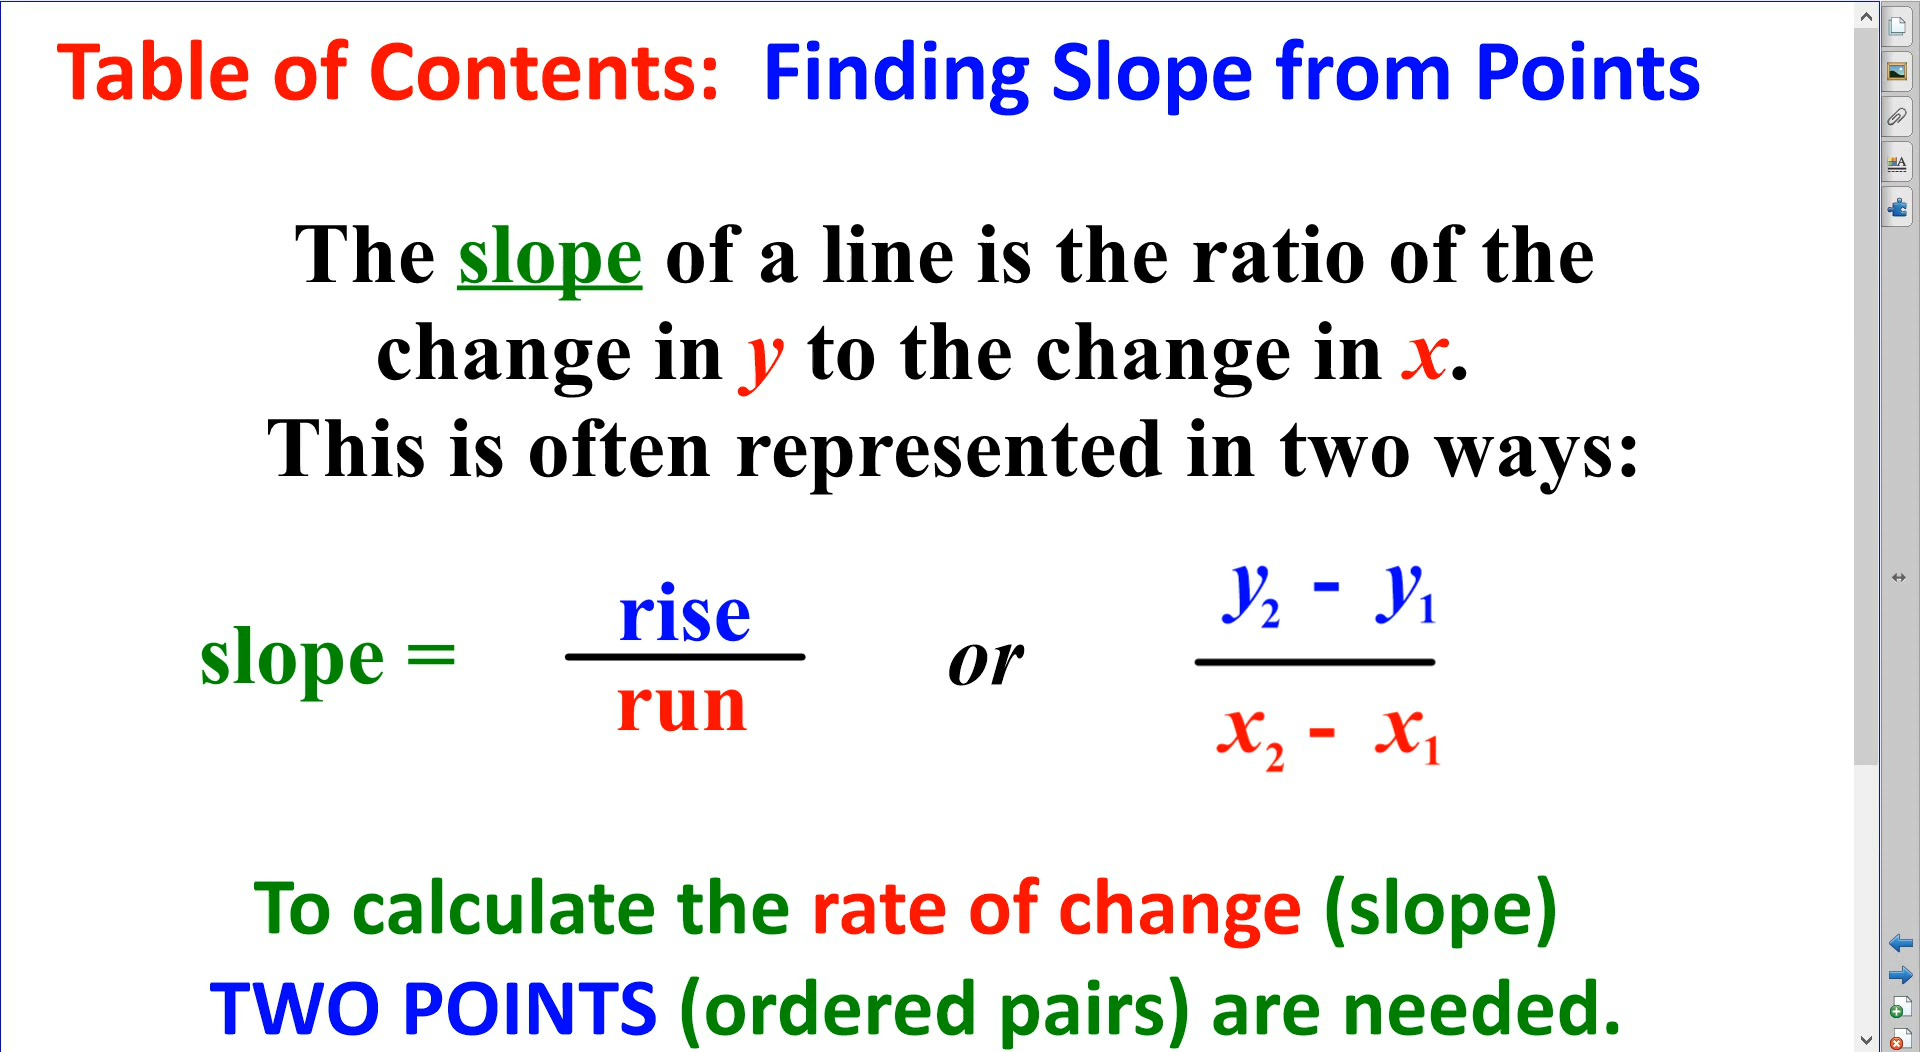 Table of Contents: Finding Slope from Points
The slope of a line is the ratio of the
change in y to the change in x.
This is often represented in two ways:
slope = rise / run or y₂ - y₁ / x₂ - x₁
To calculate the rate of change (slope)
TWO POINTS (ordered pairs) are needed.